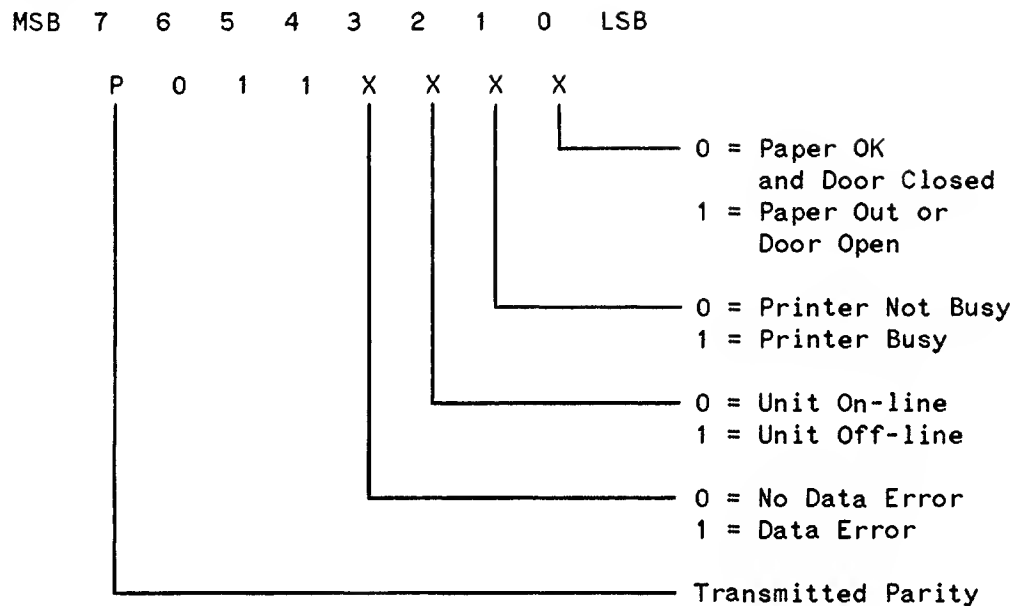 MSB 7 6 5 4 3 2 1 0 LSB
P 0 1 1 X X X X
0 = Paper OK
and Door Closed
1 = Paper Out or
Door Open
0 = Printer Not Busy
1 = Printer Busy
0 = Unit On-line
1 = Unit Off-line
0 = No Data Error
1 = Data Error
Transmitted Parity